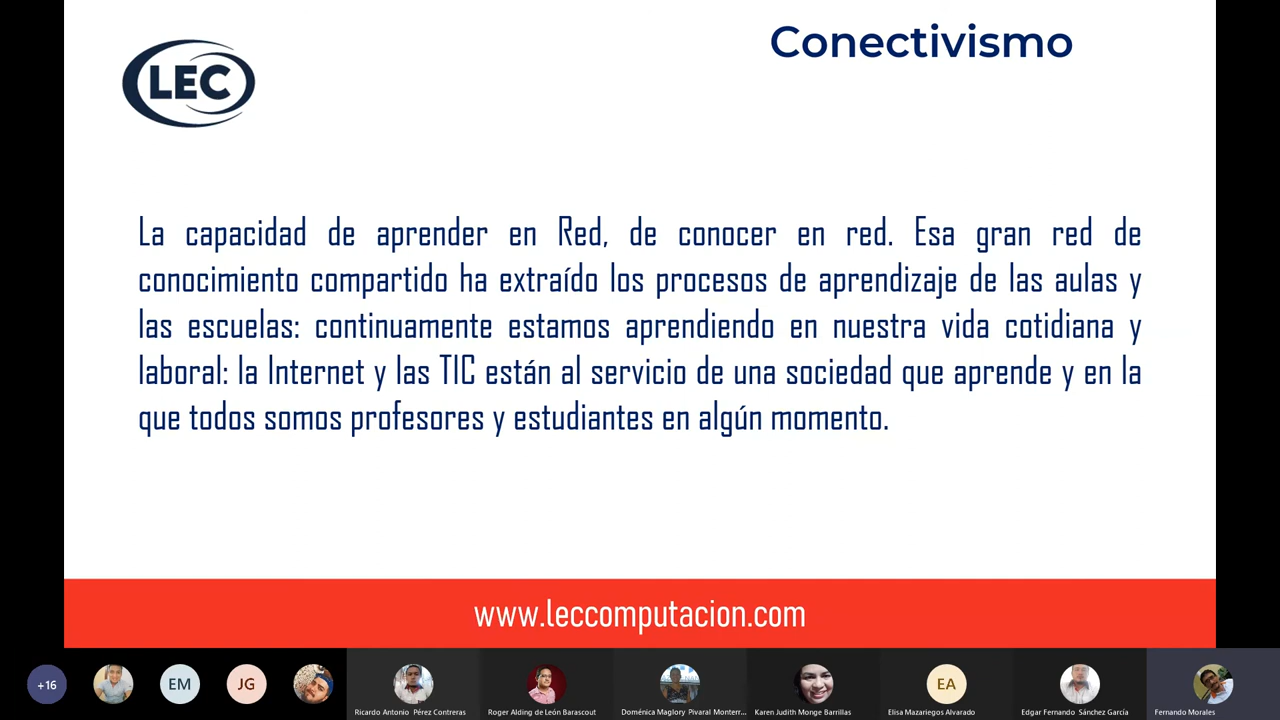 Conectivismo
LEC
La capacidad de aprender en Red, de conocer en red. Esa gran red de
conocimiento compartido ha extraído los procesos de aprendizaje de las aulas y
las escuelas: continuamente estamos aprendiendo en nuestra vida cotidiana y
laboral: la Internet y las TIC están al servicio de una sociedad que aprende y en la
que todos somos profesores y estudiantes en algún momento.
www.leccomputacion.com
+16
EM
JG
EA
Ricardo Antonio Pérez Contreras
Roger Alding de León Barascout
Doménica Maglory Pivaral Monterr...
Karen Judith Monge Barrillas
Elisa Mazariegos Alvarado
Edgar Fernando Sánchez García
Fernando Morales